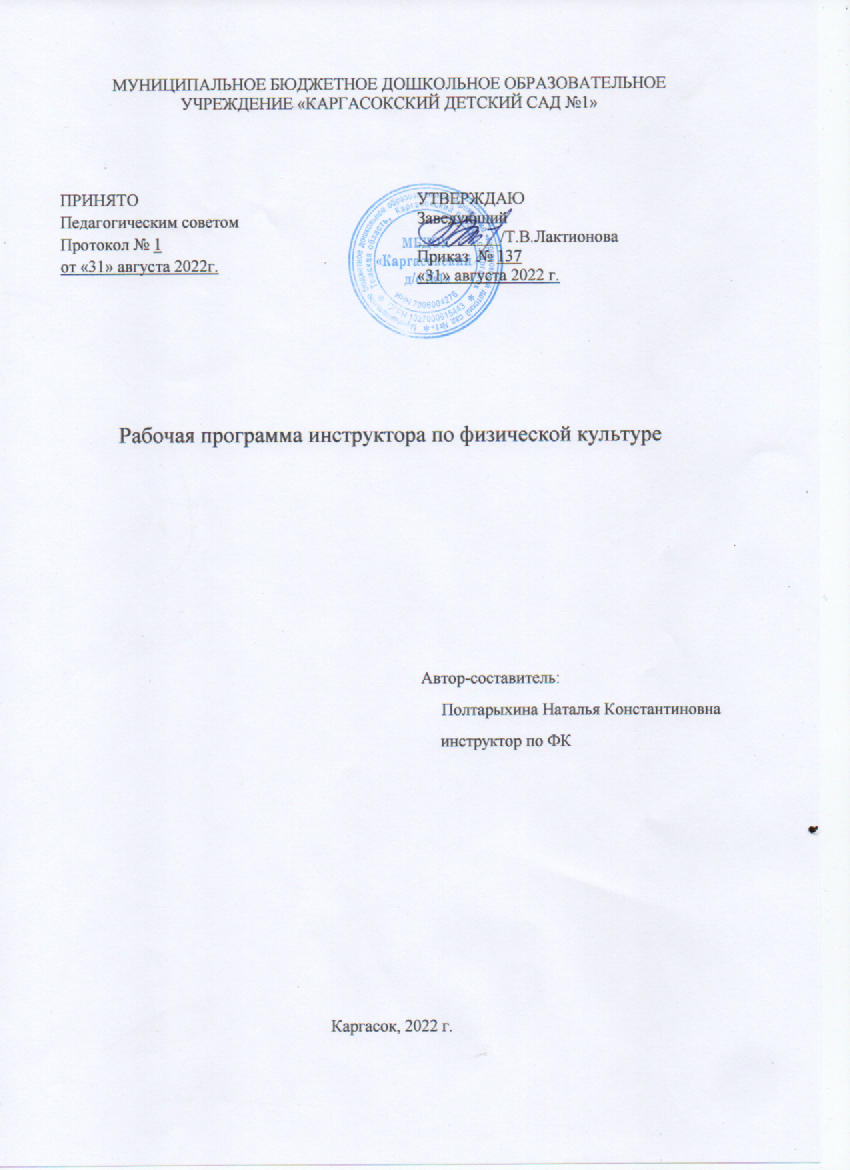 МУНИЦИПАЛЬНОЕ БЮДЖЕТНОЕ ДОШКОЛЬНОЕ ОБРАЗОВАТЕЛЬНОЕ
УЧРЕЖДЕНИЕ «КАРГАСОКСКИЙ ДЕТСКИЙ САД №1»
ПРИНЯТО
Педагогическим советом
Протокол № 1
от «31» августа 2022г.
УТВЕРЖДАЮ
Заведующий
/Т.В.Лактионова
Приказ № 137
«31» августа 2022 г.
Рабочая программа инструктора по физической культуре
Автор-составитель:
Полтарыхина Наталья Константиновна
инструктор по ФК
Каргасок, 2022 г.